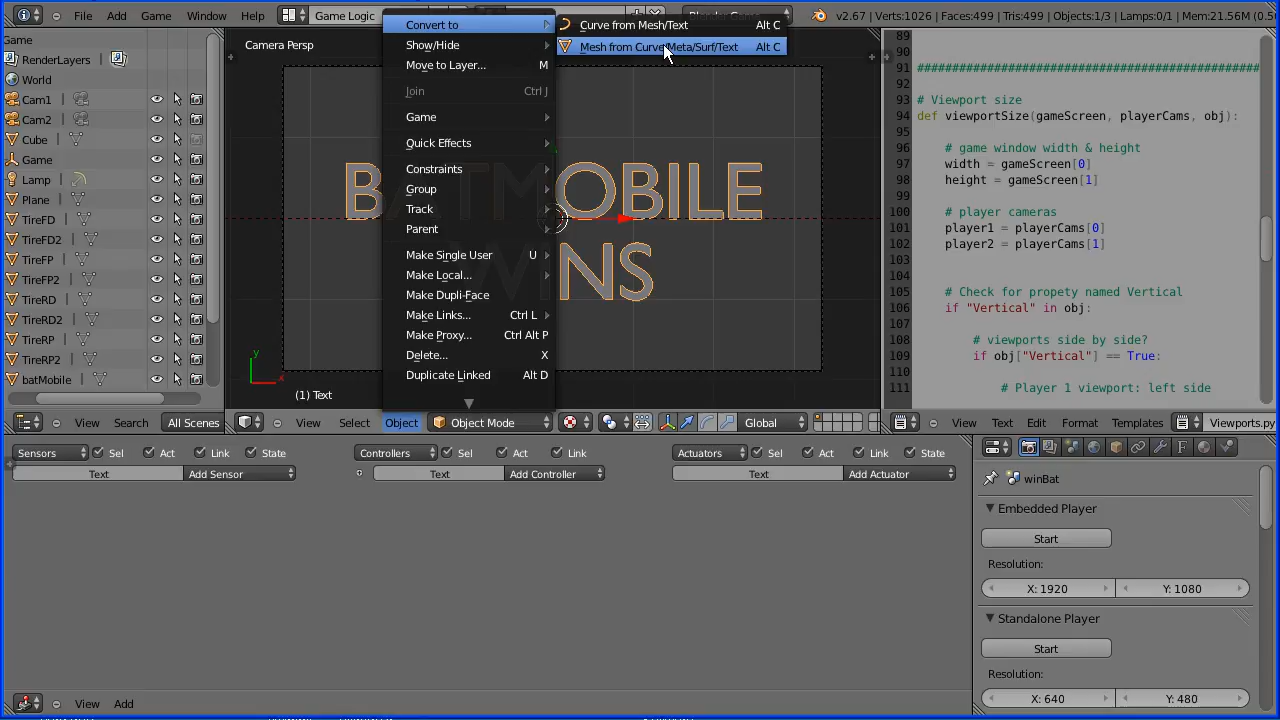 File Add Game Window Help Game Logic v2.67 | Verts:1026 | Faces:499 | Tris:499 | Objects:1/3 | Lamps:0/1 | Mem:21.56M
Convert to
Show/Hide
Move to Layer... M
Join Ctrl J
Game
Quick Effects
Constraints
Group
Track
Parent
Make Single User U
Make Local...
Make Dupli-Face
Make Links... Ctrl L
Make Proxy... Ctrl Alt P
Delete... X
Duplicate Linked Alt D
Curve from Mesh/Text Alt C
Mesh from Curve/Meta/Surf/Text Alt C
Game
RenderLayers
World
Cam1
Cam2
Cube
Game
Lamp
Plane
TireFD
TireFD2
TireFP
TireFP2
TireRD
TireRD2
TireRP
TireRP2
batMobile
View Search All Scenes
Camera Persp
BATMOBILE
WINS
y
x
(1) Text
View Select Object Object Mode Global
89
90
91 #################################################
92
93 # Viewport size
94 def viewportSize(gameScreen, playerCams, obj):
95
96 # game window width & height
97 width = gameScreen[0]
98 height = gameScreen[1]
99
100 # player cameras
101 player1 = playerCams[0]
102 player2 = playerCams[1]
103
104
105 # Check for propety named Vertical
106 if "Vertical" in obj:
107
108 # viewports side by side?
109 if obj["Vertical"] == True:
110
111 # Player 1 viewport: left side
View Text Edit Format Templates Viewports.py
Sensors Sel Act Link State
Text Add Sensor
Controllers Sel Act Link
Text Add Controller
Actuators Sel Act Link State
Text Add Actuator
View Add
winBat
Embedded Player
Start
Resolution:
X: 1920 Y: 1080
Standalone Player
Start
Resolution:
X: 640 Y: 480